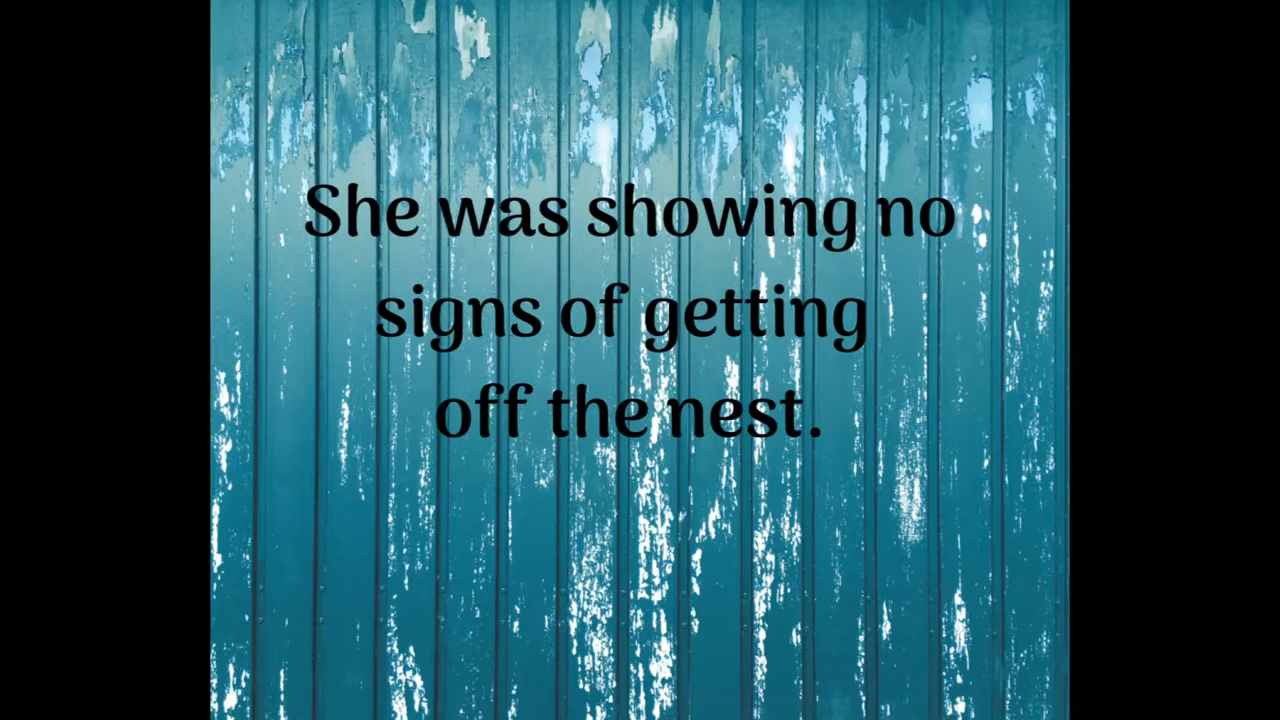 She was showing no
signs of getting
off the nest.